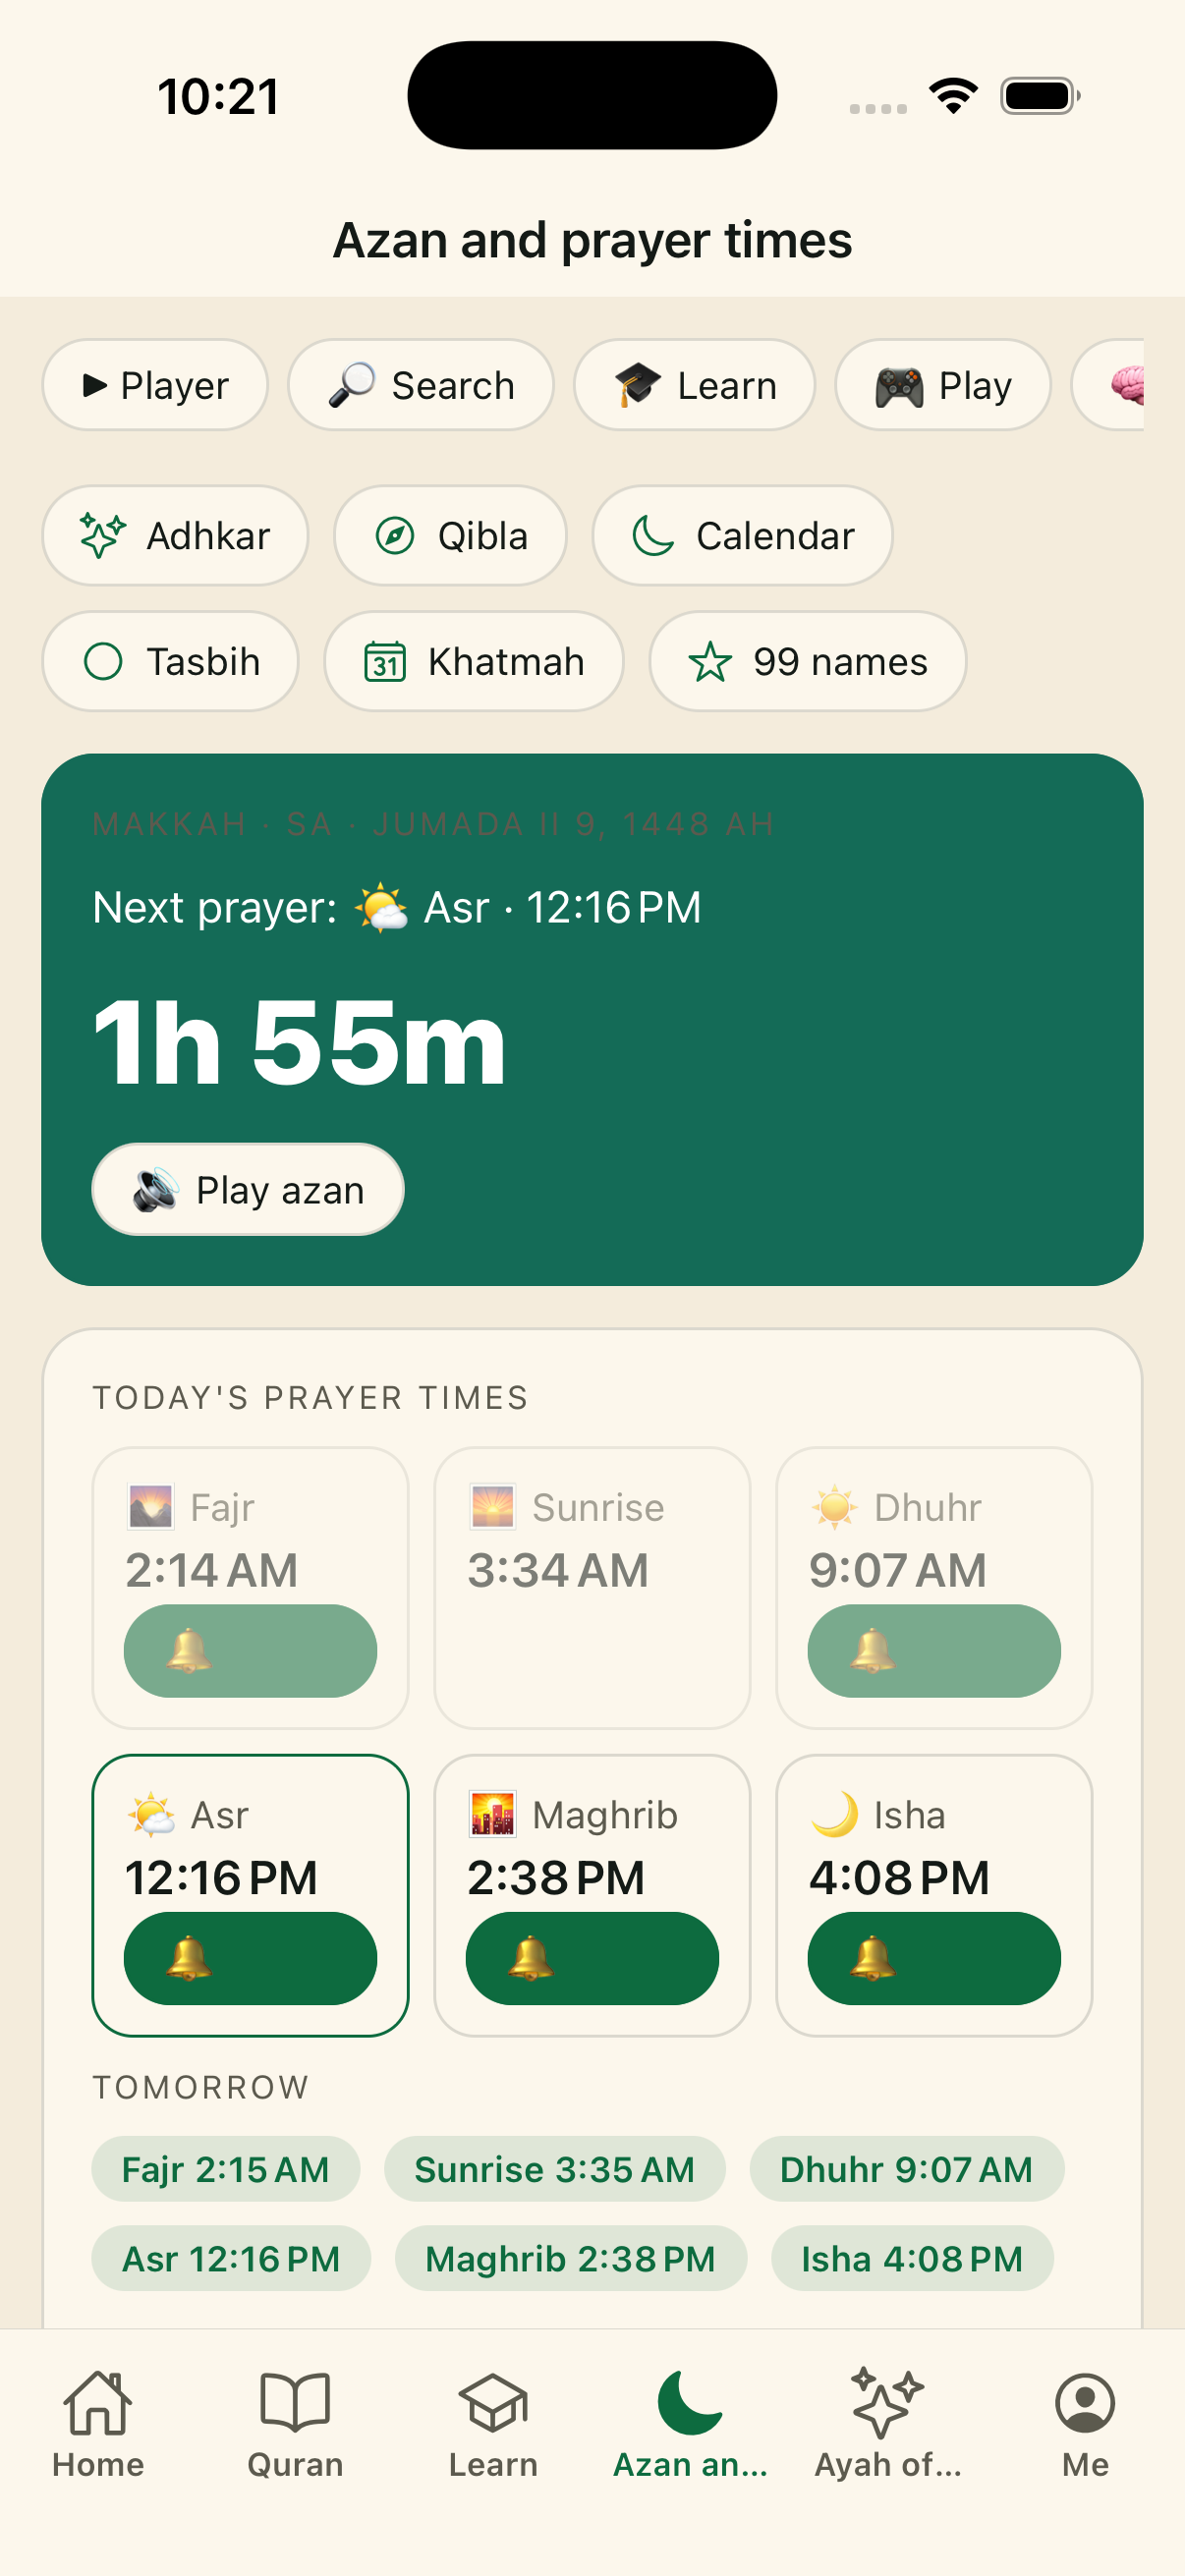 10:21
Azan and prayer times
Player Search Learn Play
Adhkar Qibla Calendar
Tasbih Khatmah 99 names
MAKKAH · SA · JUMADA II 9, 1448 AH
Next prayer: Asr · 12:16 PM
1h 55m
Play azan
TODAY'S PRAYER TIMES
Fajr Sunrise Dhuhr
2:14 AM 3:34 AM 9:07 AM
Asr Maghrib Isha
12:16 PM 2:38 PM 4:08 PM
TOMORROW
Fajr 2:15 AM Sunrise 3:35 AM Dhuhr 9:07 AM
Asr 12:16 PM Maghrib 2:38 PM Isha 4:08 PM
Home Quran Learn Azan an... Ayah of... Me